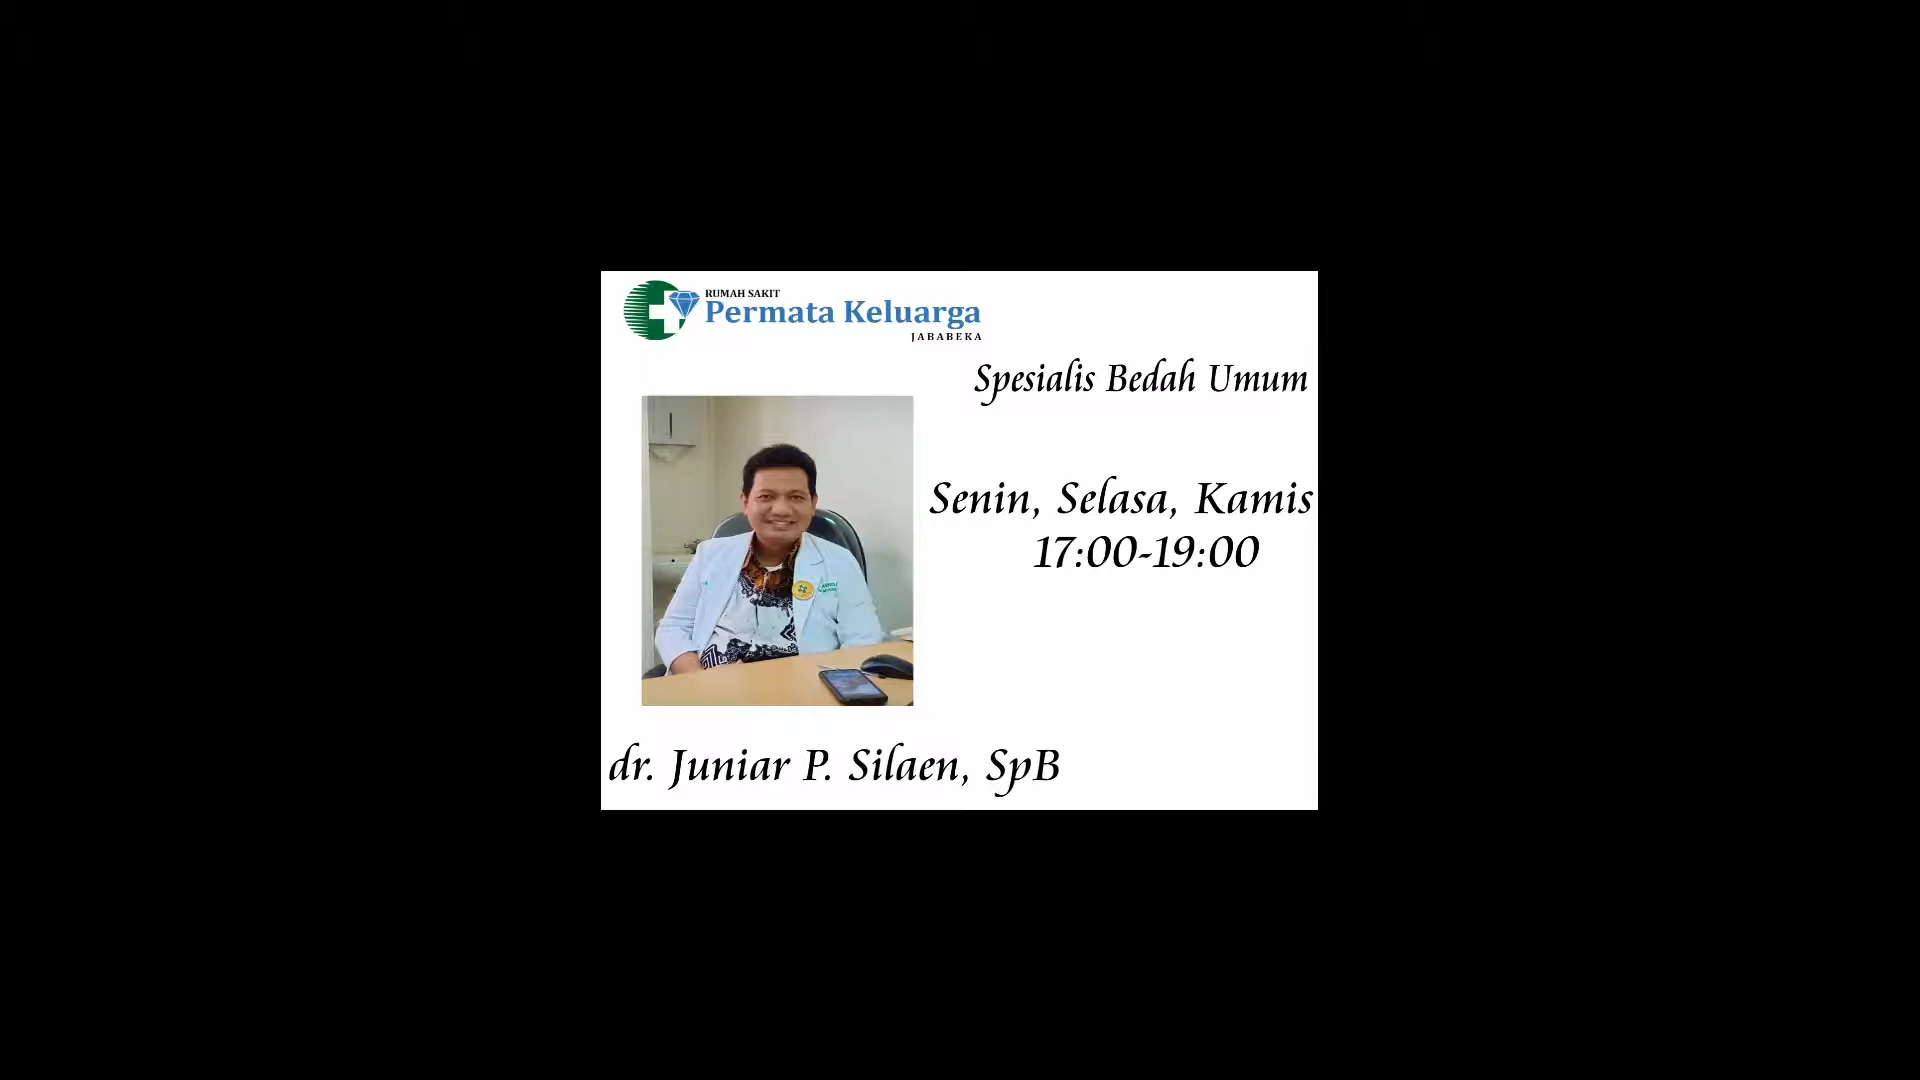 RUMAH SAKIT
Permata Keluarga
JABABEKA
Spesialis Bedah Umum
Senin, Selasa, Kamis
17:00-19:00
dr. Juniar P. Silaen, SpB